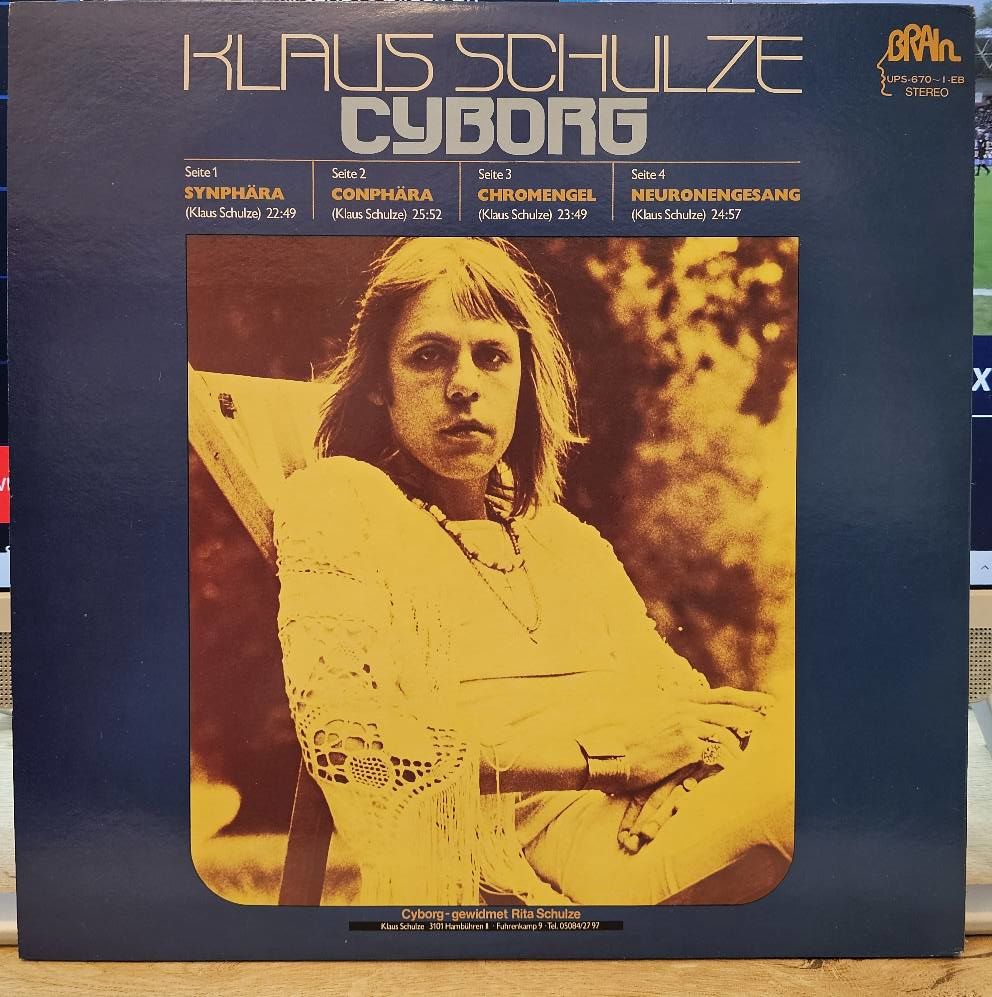 KLAUS SCHULZE
BRAIN
UPS-670~1-EB
STEREO
CYBORG
Seite 1
SYNPHÄRA
(Klaus Schulze) 22:49
Seite 2
CONPHÄRA
(Klaus Schulze) 25:52
Seite 3
CHROMENGEL
(Klaus Schulze) 23:49
Seite 4
NEURONENGESANG
(Klaus Schulze) 24:57
X
Cyborg - gewidmet Rita Schulze
Klaus Schulze 3101 Hambühren II · Fuhrenkamp 9 · Tel. 05084/27 97